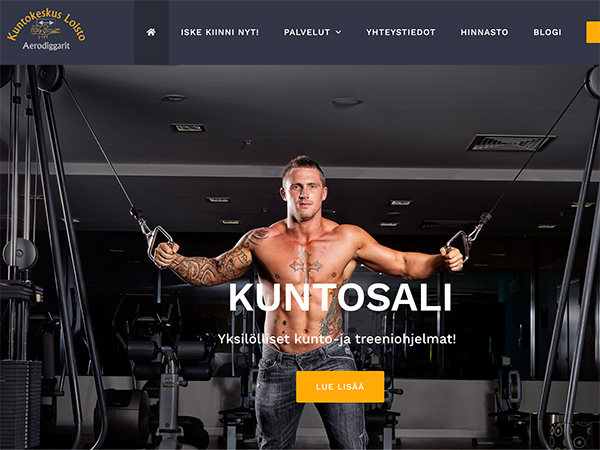 Kuntokeskus Loisto
Aerodiggarit
ISKE KIINNI NYT!
PALVELUT
YHTEYSTIEDOT
HINNASTO
BLOGI
KUNTOSALI
Yksilölliset kunto-ja treeniohjelmat!
LUE LISÄÄ